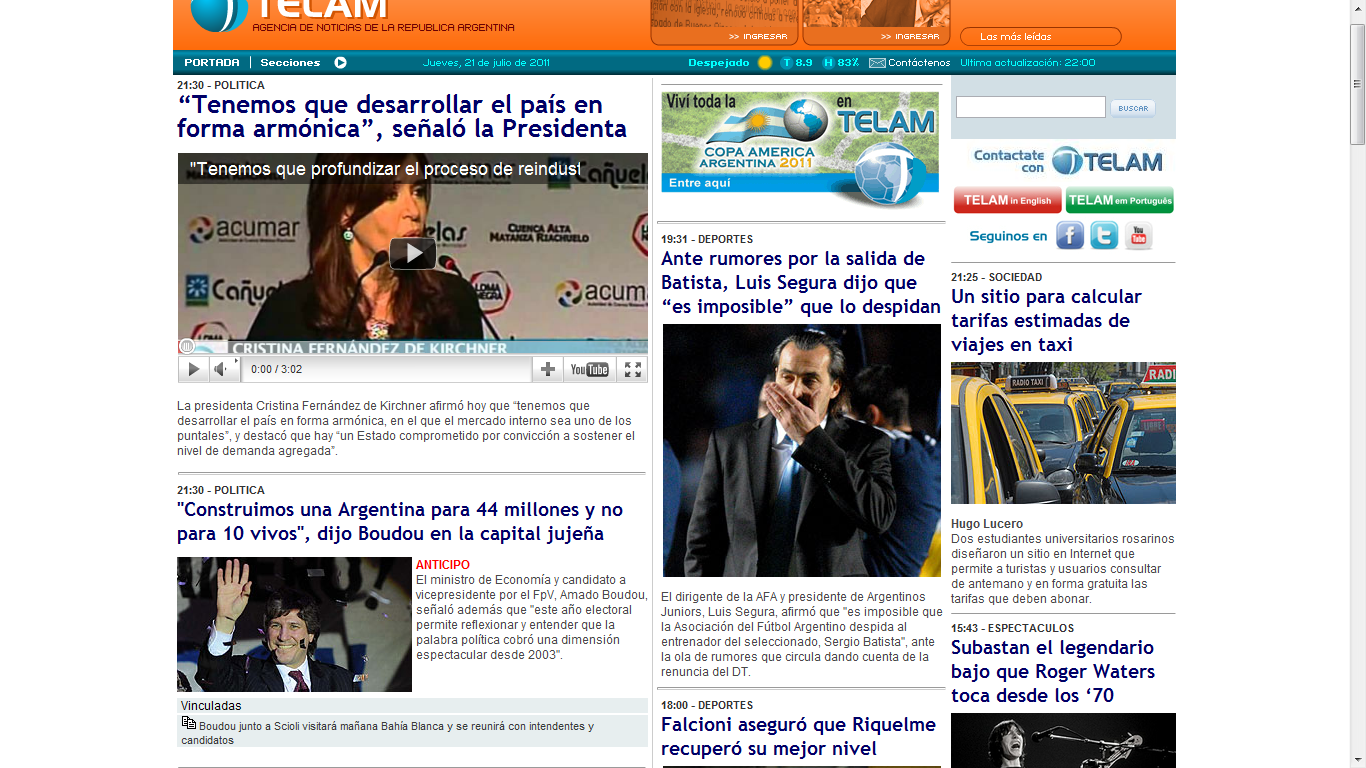 TELAM
AGENCIA DE NOTICIAS DE LA REPUBLICA ARGENTINA
>> INGRESAR
>> INGRESAR
Las más leídas
PORTADA | Secciones
Jueves, 21 de julio de 2011
Despejado T 8.9 H 83% Contáctenos Ultima actualización: 22:00
21:30 - POLITICA
“Tenemos que desarrollar el país en
forma armónica”, señaló la Presidenta
"Tenemos que profundizar el proceso de reindust
Cañuelas
acumar
CUENCA ALTA
MATANZA RIACHUELO
Cañuel
LOMA
NEGRA
acum
CRISTINA FERNÁNDEZ DE KIRCHNER
0:00 / 3:02
YouTube
La presidenta Cristina Fernández de Kirchner afirmó hoy que “tenemos que
desarrollar el país en forma armónica, en el que el mercado interno sea uno de los
puntales”, y destacó que hay “un Estado comprometido por convicción a sostener el
nivel de demanda agregada”.
21:30 - POLITICA
"Construimos una Argentina para 44 millones y no
para 10 vivos", dijo Boudou en la capital jujeña
ANTICIPO
El ministro de Economía y candidato a
vicepresidente por el FpV, Amado Boudou,
señaló además que "este año electoral
permite reflexionar y entender que la
palabra política cobró una dimensión
espectacular desde 2003".
Vinculadas
Boudou junto a Scioli visitará mañana Bahía Blanca y se reunirá con intendentes y
candidatos
Viví toda la
en
TELAM
COPA AMERICA
ARGENTINA 2011
Entre aquí
19:31 - DEPORTES
Ante rumores por la salida de
Batista, Luis Segura dijo que
“es imposible” que lo despidan
El dirigente de la AFA y presidente de Argentinos
Juniors, Luis Segura, afirmó que "es imposible que
la Asociación del Fútbol Argentino despida al
entrenador del seleccionado, Sergio Batista", ante
la ola de rumores que circula dando cuenta de la
renuncia del DT.
18:00 - DEPORTES
Falcioni aseguró que Riquelme
recuperó su mejor nivel
BUSCAR
Contactate
con TELAM
TELAM in English
TELAM em Português
Seguinos en
You Tube
21:25 - SOCIEDAD
Un sitio para calcular
tarifas estimadas de
viajes en taxi
RADIO TAXI
RADI
Hugo Lucero
Dos estudiantes universitarios rosarinos
diseñaron un sitio en Internet que
permite a turistas y usuarios consultar
de antemano y en forma gratuita las
tarifas que deben abonar.
15:43 - ESPECTACULOS
Subastan el legendario
bajo que Roger Waters
toca desde los ‘70